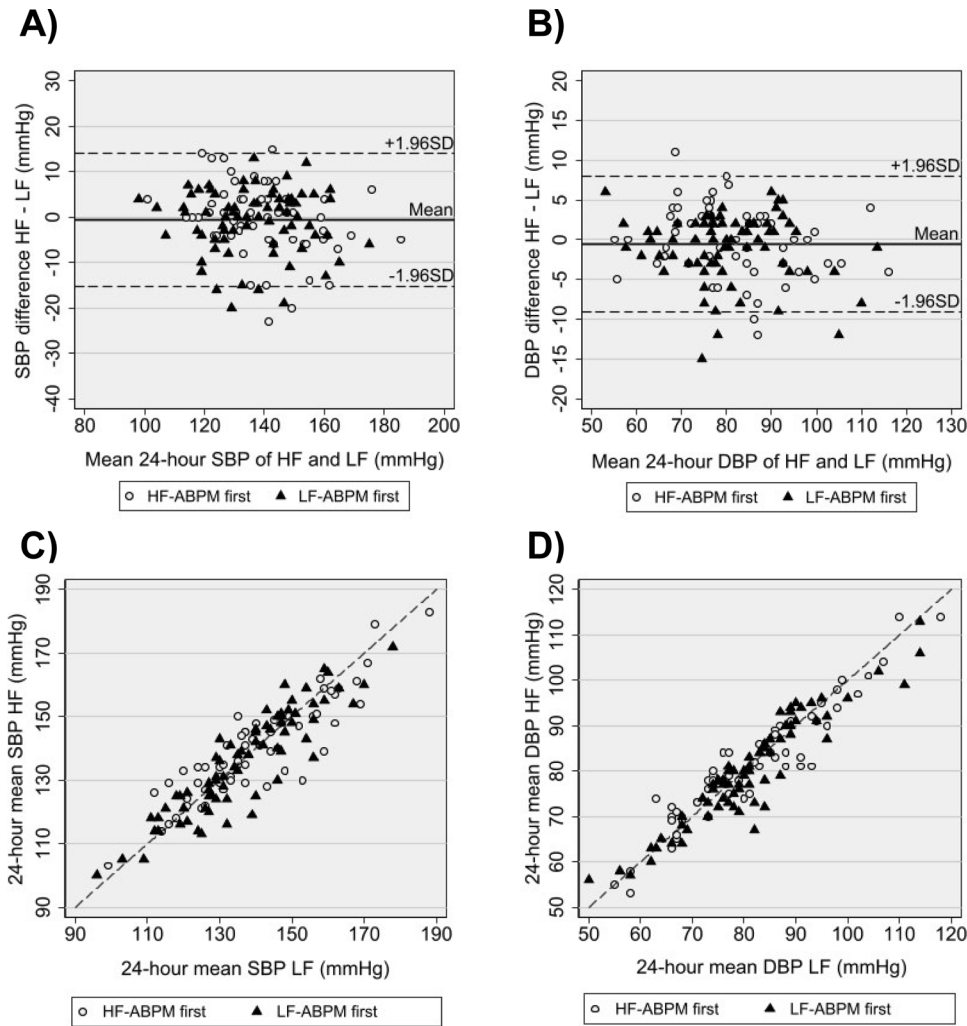 A)
30
20
10
0
-10
-20
-30
-40
SBP difference HF - LF (mmHg)
+1.96SD
Mean
-1.96SD
80 100 120 140 160 180 200
Mean 24-hour SBP of HF and LF (mmHg)
HF-ABPM first LF-ABPM first
B)
20
15
10
5
0
-5
-10
-15
-20
DBP difference HF - LF (mmHg)
+1.96SD
Mean
-1.96SD
50 60 70 80 90 100 110 120 130
Mean 24-hour DBP of HF and LF (mmHg)
HF-ABPM first LF-ABPM first
C)
190
170
150
130
110
90
24-hour mean SBP HF (mmHg)
90 110 130 150 170 190
24-hour mean SBP LF (mmHg)
HF-ABPM first LF-ABPM first
D)
120
110
100
90
80
70
60
50
24-hour mean DBP HF (mmHg)
50 60 70 80 90 100 110 120
24-hour mean DBP LF (mmHg)
HF-ABPM first LF-ABPM first